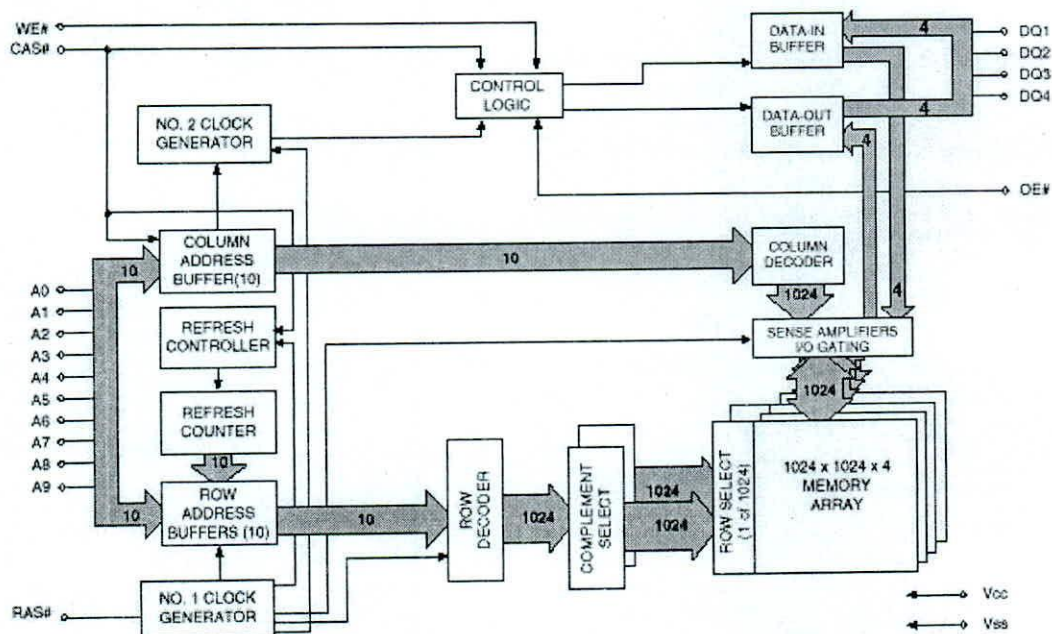 WE#
CAS#
DATA-IN
BUFFER
4
DQ1
DQ2
DQ3
DQ4
CONTROL
LOGIC
DATA-OUT
BUFFER
4
4
NO. 2 CLOCK
GENERATOR
OE#
COLUMN
ADDRESS
BUFFER(10)
10
10
COLUMN
DECODER
1024
4
A0
A1
A2
A3
A4
A5
A6
A7
A8
A9
REFRESH
CONTROLLER
SENSE AMPLIFIERS
I/O GATING
1024
REFRESH
COUNTER
10
10
ROW
ADDRESS
BUFFERS (10)
10
ROW
DECODER
1024
COMPLEMENT
SELECT
1024
1024
ROW SELECT
(1 of 1024)
1024 x 1024 x 4
MEMORY
ARRAY
RAS#
NO. 1 CLOCK
GENERATOR
Vcc
Vss